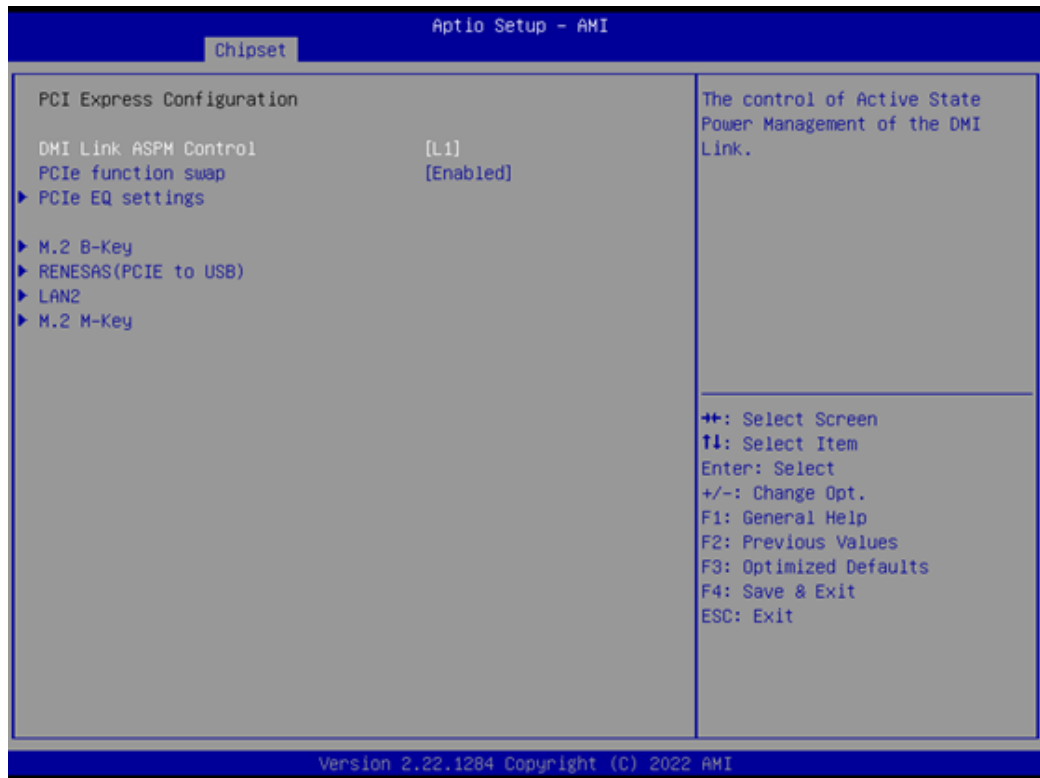 Aptio Setup – AMI
Chipset
PCI Express Configuration
DMI Link ASPM Control [L1]
PCIe function swap [Enabled]
PCIe EQ settings
M.2 B-Key
RENESAS(PCIE to USB)
LAN2
M.2 M-Key
The control of Active State
Power Management of the DMI
Link.
→←: Select Screen
↑↓: Select Item
Enter: Select
+/-: Change Opt.
F1: General Help
F2: Previous Values
F3: Optimized Defaults
F4: Save & Exit
ESC: Exit
Version 2.22.1284 Copyright (C) 2022 AMI